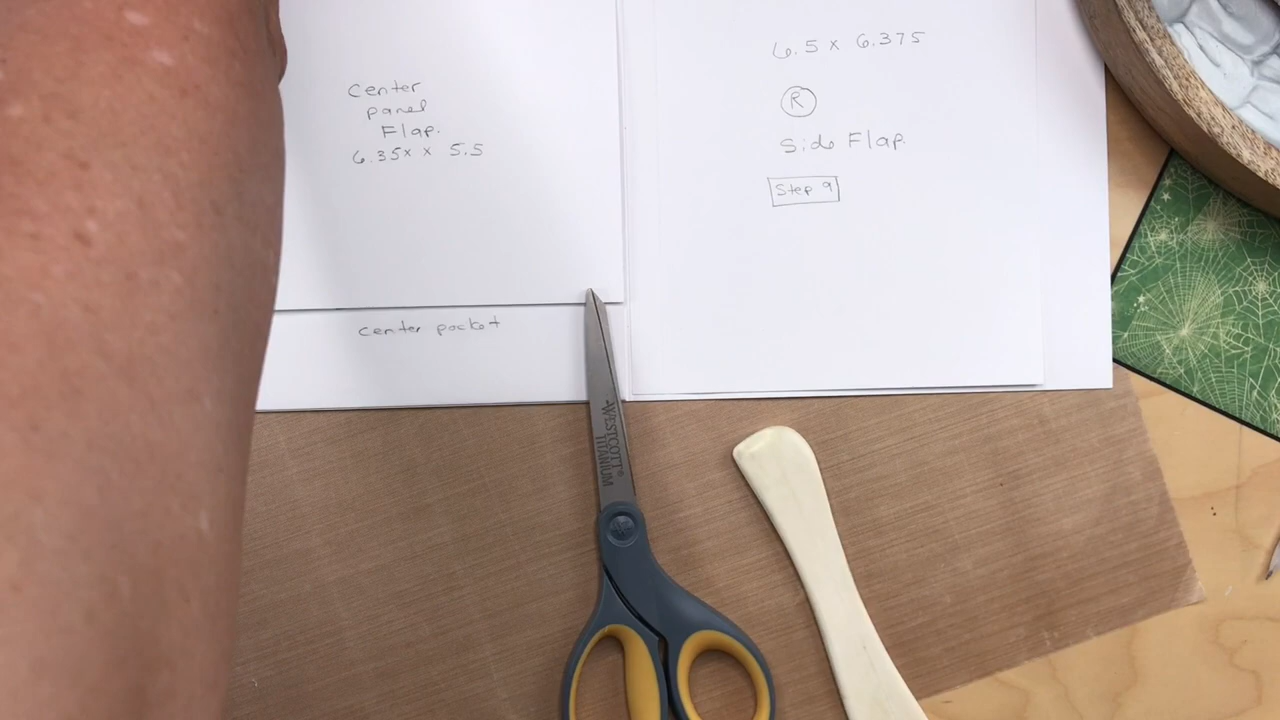 Center
panel
Flap.
6.35x x 5.5
center pocket
6.5 x 6.375
R
Side Flap.
Step 9
WESTCOTT®
TITANIUM